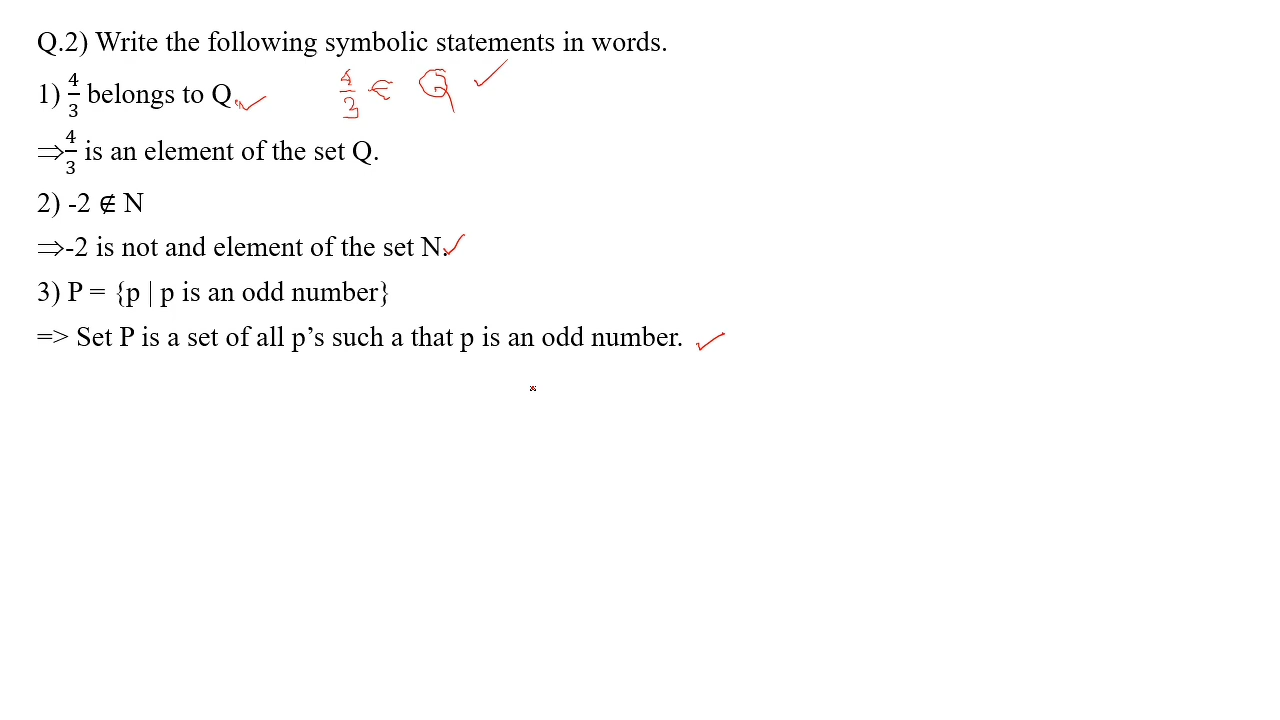 Q.2) Write the following symbolic statements in words.
1) 4/3 belongs to Q. 4/3 ∈ Q
⇒4/3 is an element of the set Q.
2) -2 ∉ N
⇒-2 is not and element of the set N.
3) P = {p | p is an odd number}
=> Set P is a set of all p’s such a that p is an odd number.